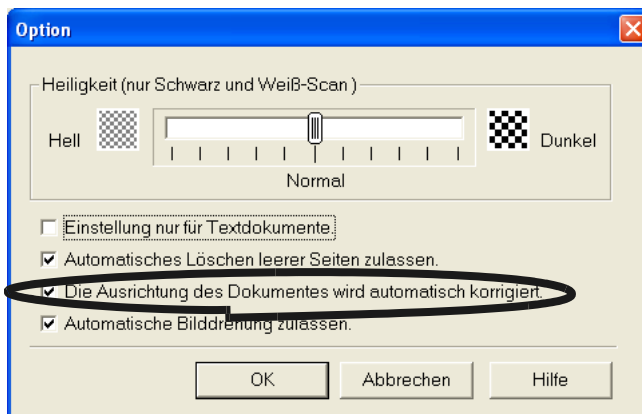 Option
Heiligkeit (nur Schwarz und Weiß-Scan)
Hell
Dunkel
Normal
Einstellung nur für Textdokumente.
Automatisches Löschen leerer Seiten zulassen.
Die Ausrichtung des Dokumentes wird automatisch korrigiert.
Automatische Bilddrehung zulassen.
OK Abbrechen Hilfe